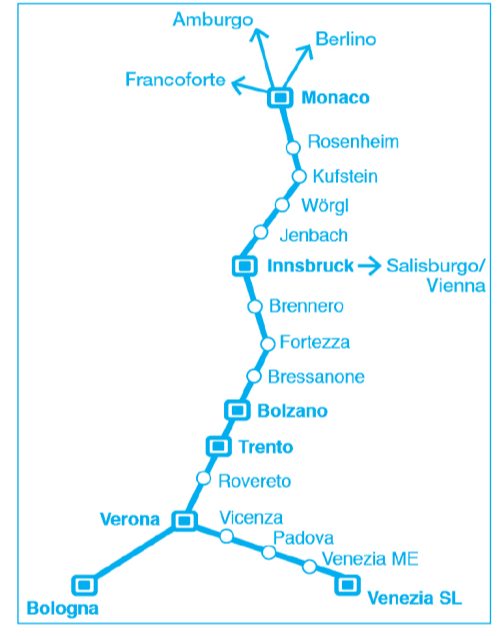 Amburgo
Berlino
Francoforte
Monaco
Rosenheim
Kufstein
Wörgl
Jenbach
Innsbruck
Salisburgo/
Vienna
Brennero
Fortezza
Bressanone
Bolzano
Trento
Rovereto
Verona
Vicenza
Padova
Venezia ME
Bologna
Venezia SL